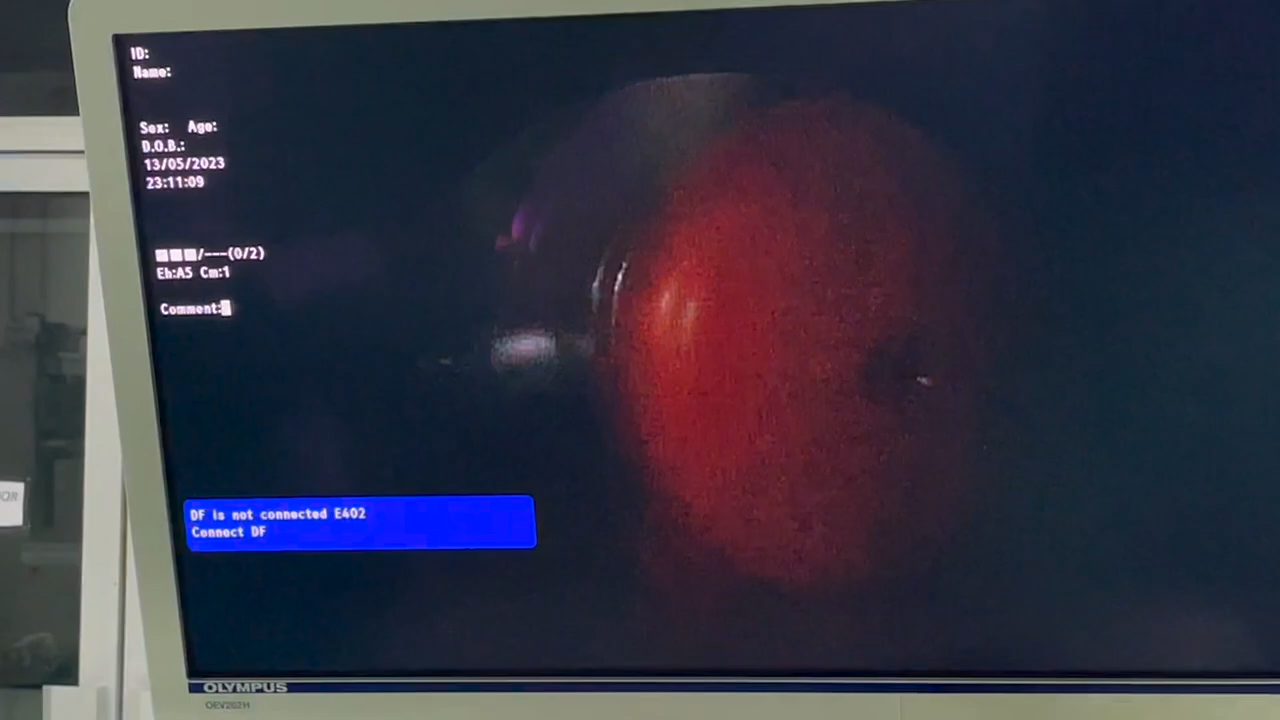 ID:
Name:
Sex: Age:
D.O.B.:
13/05/2023
23:11:09
■■■/---(0/2)
Eh:A5 Cm:1
Comment:
DF is not connected E402
Connect DF
OLYMPUS